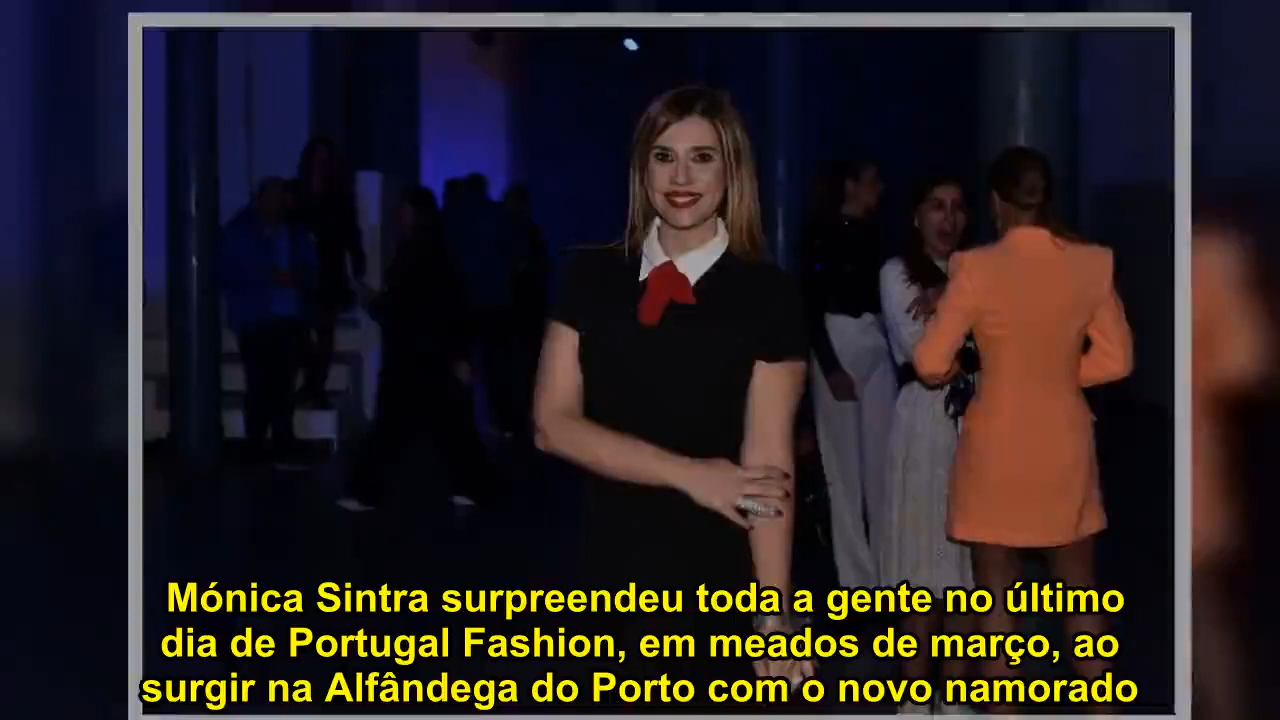 Mónica Sintra surpreendeu toda a gente no último
dia de Portugal Fashion, em meados de março, ao
surgir na Alfândega do Porto com o novo namorado